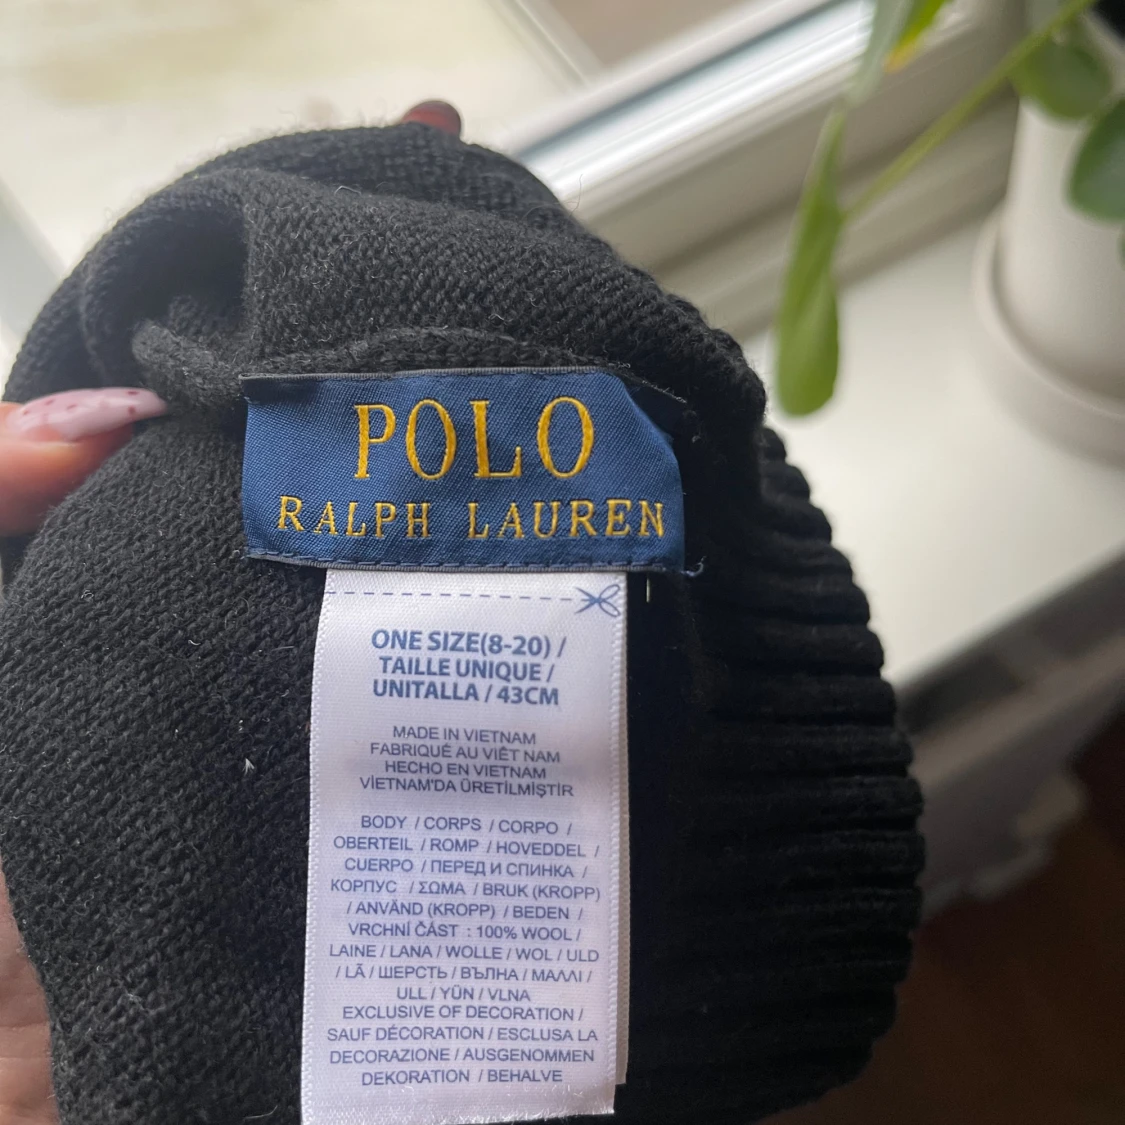 POLO
RALPH LAUREN
ONE SIZE(8-20) /
TAILLE UNIQUE /
UNITALLA / 43CM
MADE IN VIETNAM
FABRIQUÉ AU VIÊT NAM
HECHO EN VIETNAM
VİETNAM'DA ÜRETİLMİŞTİR
BODY / CORPS / CORPO /
OBERTEIL / ROMP / HOVEDDEL /
CUERPO / ПЕРЕД И СПИНКА /
КОРПУС / ΣΩΜΑ / BRUK (KROPP)
/ ANVÄND (KROPP) / BEDEN /
VRCHNÍ ČÁST : 100% WOOL /
LAINE / LANA / WOLLE / WOL / ULD
/ LÃ / ШЕРСТЬ / ВЪЛНА / ΜΑΛΛΙ /
ULL / YÜN / VLNA
EXCLUSIVE OF DECORATION /
SAUF DÉCORATION / ESCLUSA LA
DECORAZIONE / AUSGENOMMEN
DEKORATION / BEHALVE